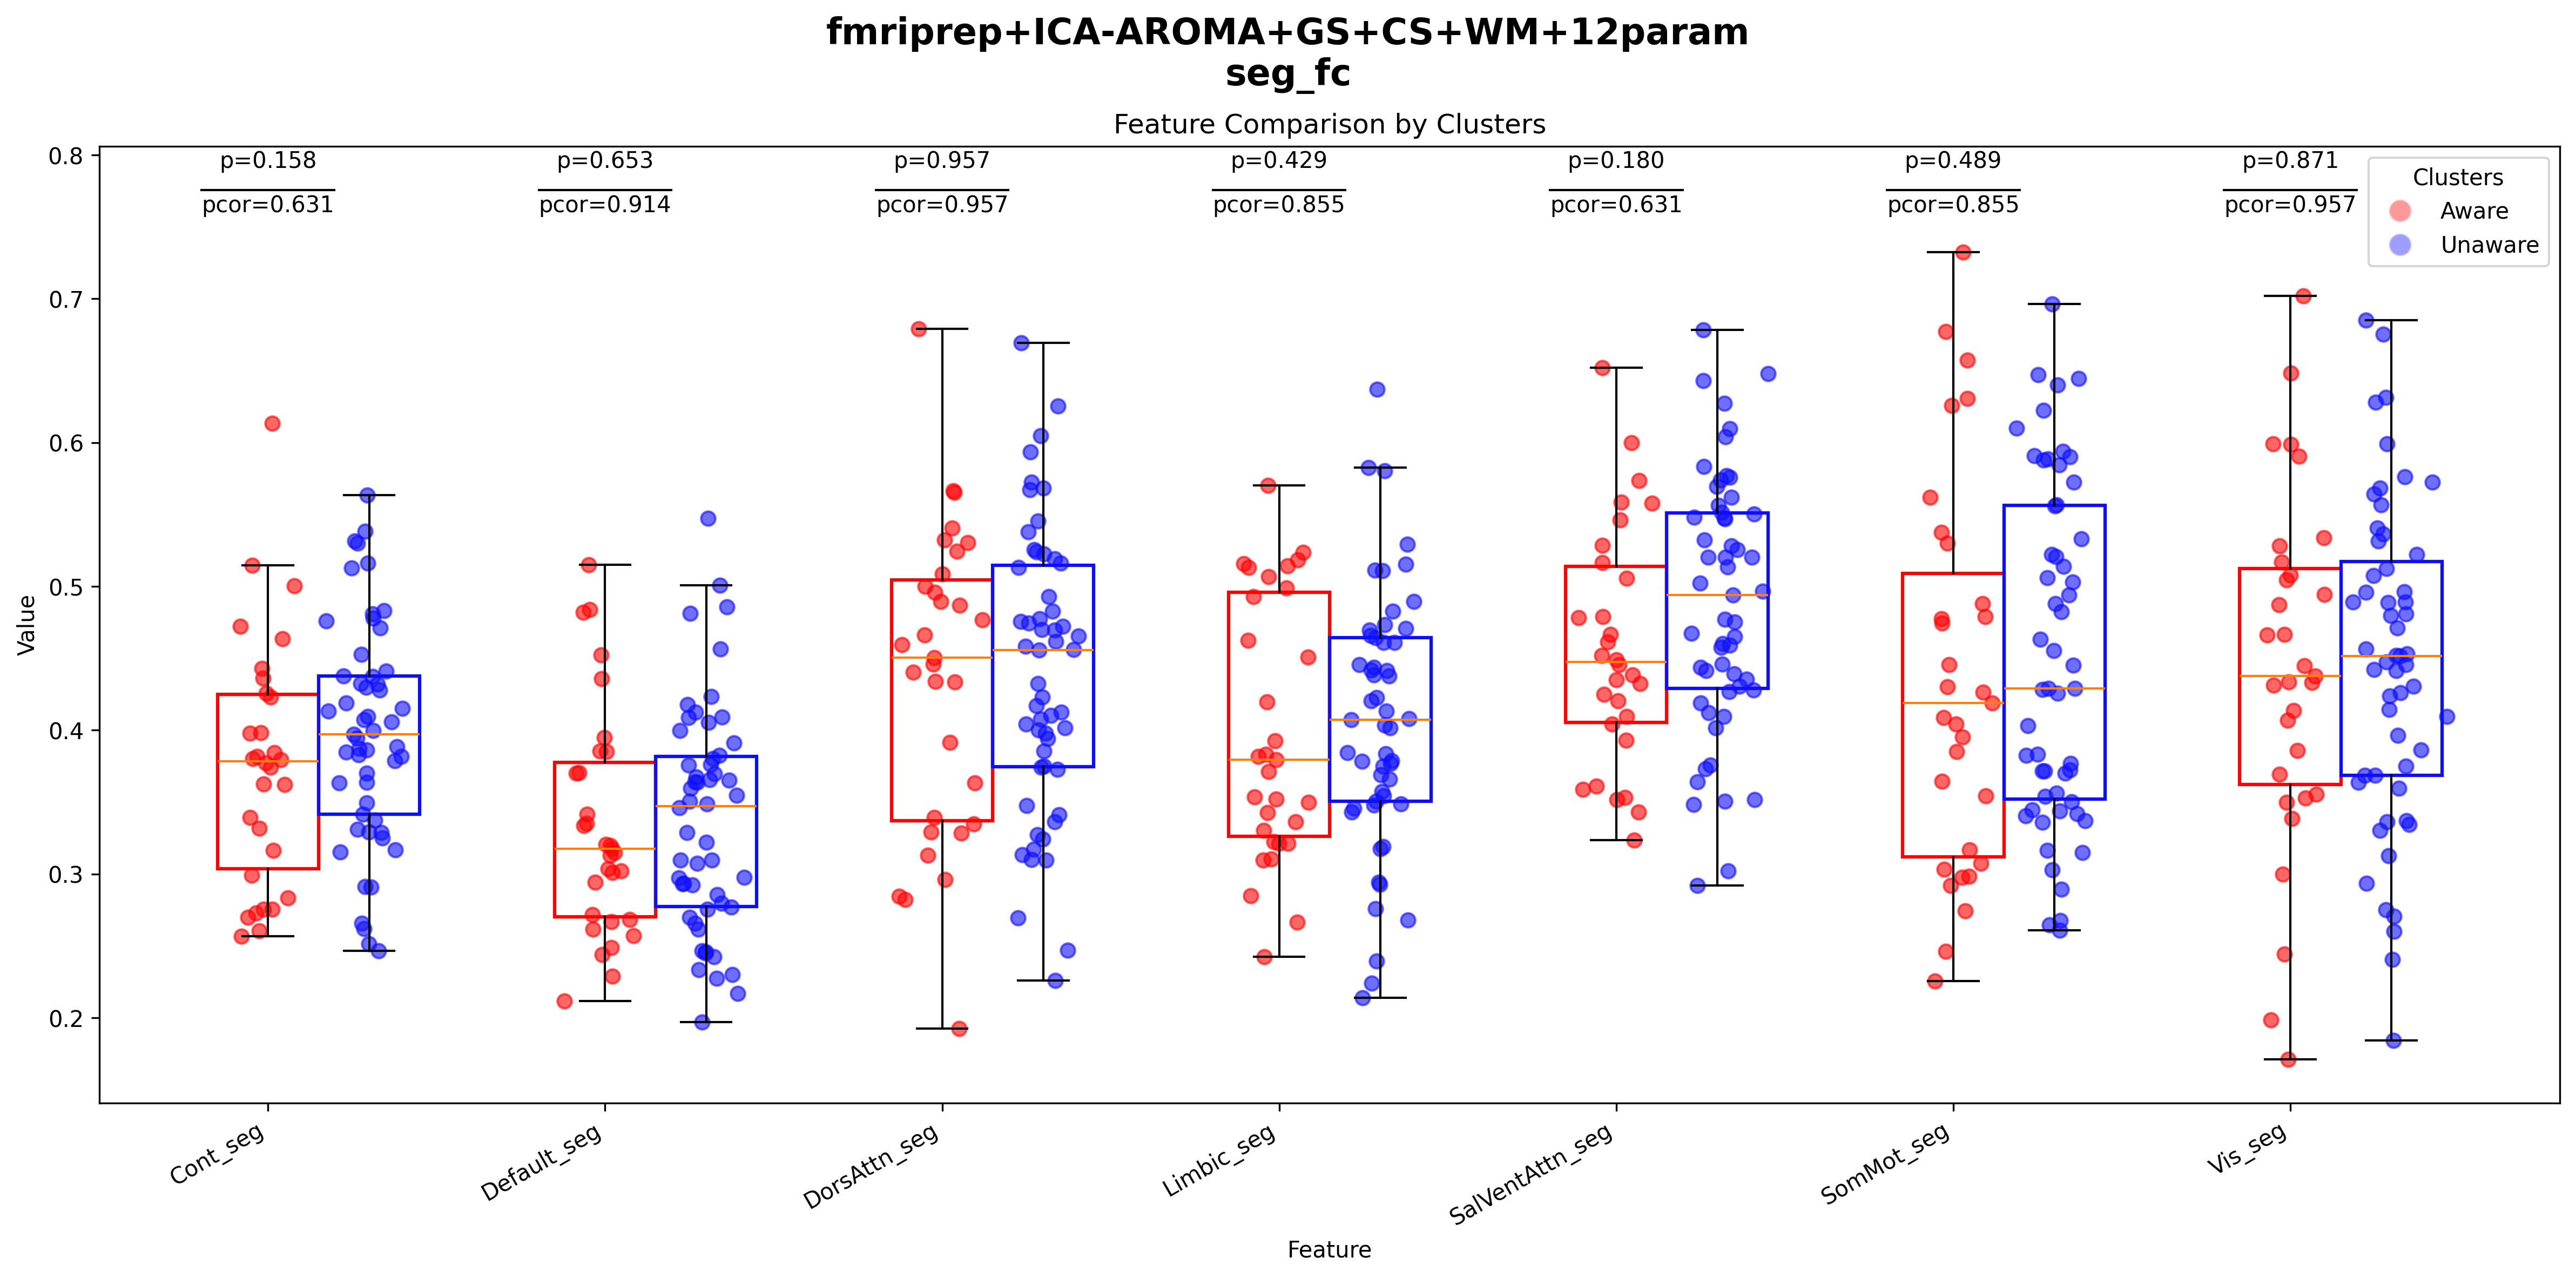 fmriprep+ICA-AROMA+GS+CS+WM+12param
seg_fc
Feature Comparison by Clusters
p=0.158 p=0.653 p=0.957 p=0.429 p=0.180 p=0.489 p=0.871
pcor=0.631 pcor=0.914 pcor=0.957 pcor=0.855 pcor=0.631 pcor=0.855 pcor=0.957
Clusters
Aware
Unaware
Value
0.8
0.7
0.6
0.5
0.4
0.3
0.2
Cont_seg Default_seg DorsAttn_seg Limbic_seg SalVentAttn_seg SomMot_seg Vis_seg
Feature